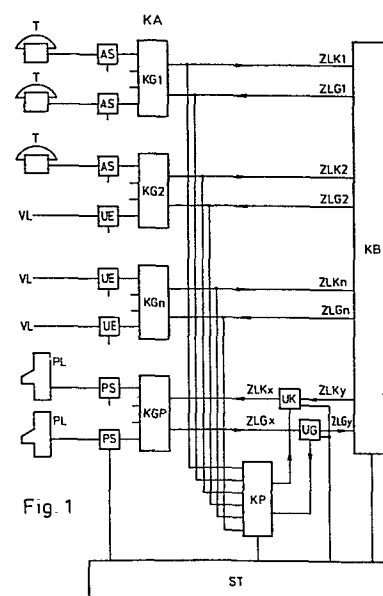 T KA
AS KG1 ZLK1
T ZLG1
AS
T
AS KG2 ZLK2
ZLG2
VL UE KB
VL UE KGn ZLKn
ZLGn
VL UE
PL
PS KGP ZLKx UK ZLKy
PL ZLGx UG ZLGy
PS
KP
Fig. 1
ST